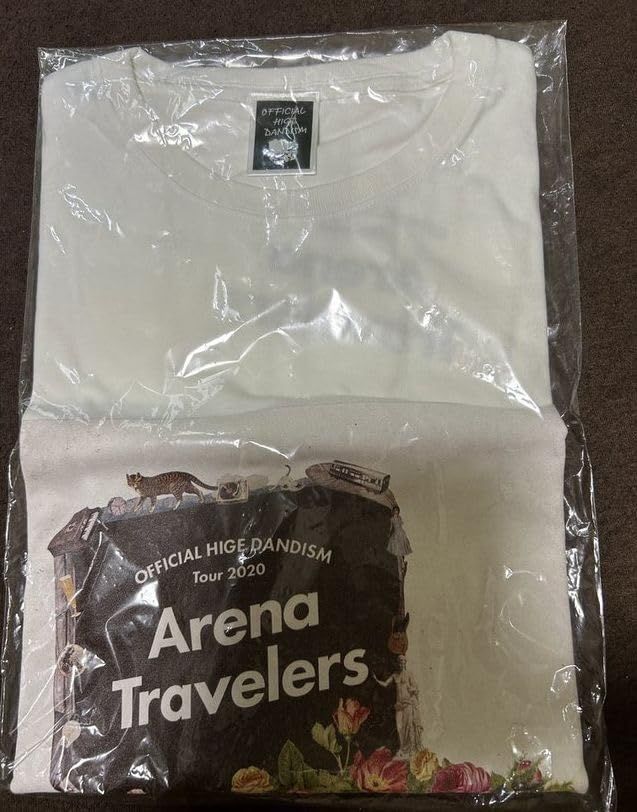 OFFICIAL
HIGE
DANDISM
OFFICIAL HIGE DANDISM
Tour 2020
Arena
Travelers